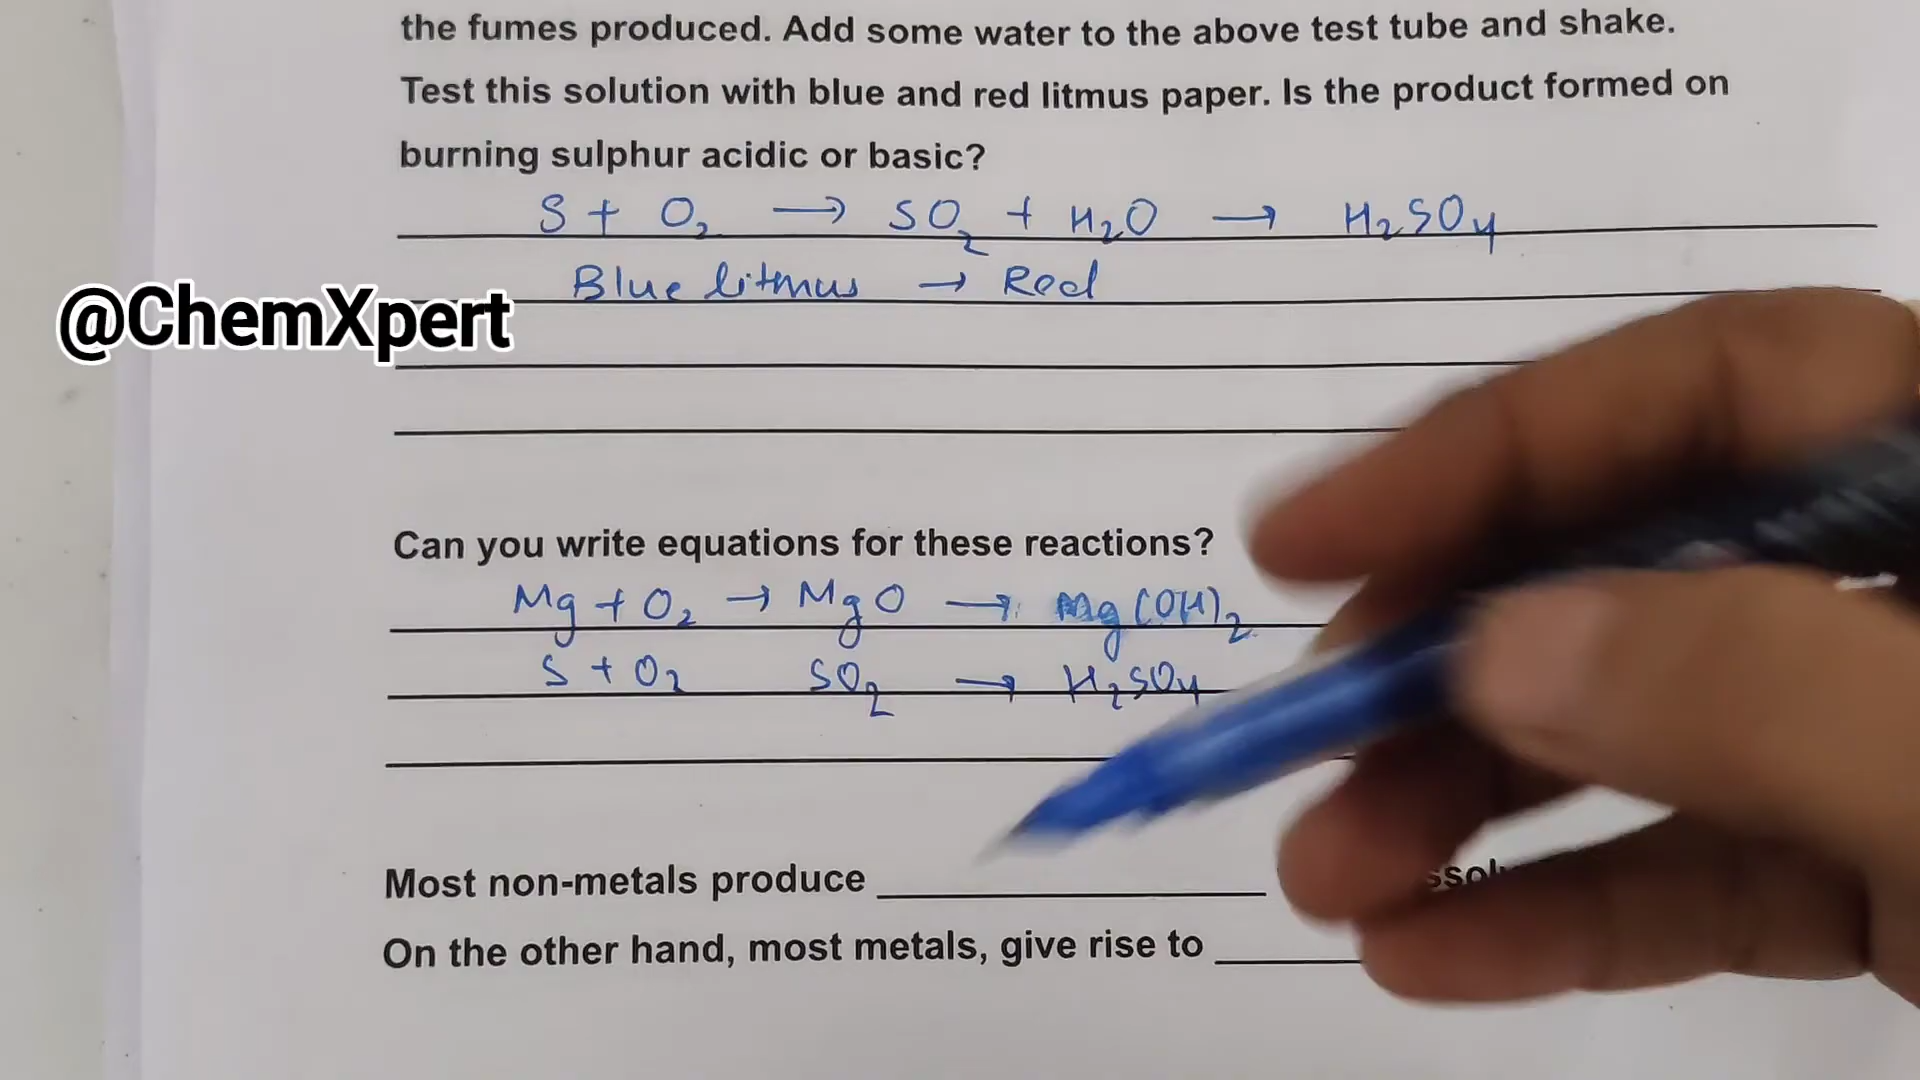 the fumes produced. Add some water to the above test tube and shake.
Test this solution with blue and red litmus paper. Is the product formed on
burning sulphur acidic or basic?
S + O₂ → SO₂ + H₂O → H₂SO₄
Blue litmus → Red
@ChemXpert
Can you write equations for these reactions?
Mg + O₂ → MgO → Mg(OH)₂
S + O₂ SO₂ → H₂SO₄
Most non-metals produce
On the other hand, most metals, give rise to